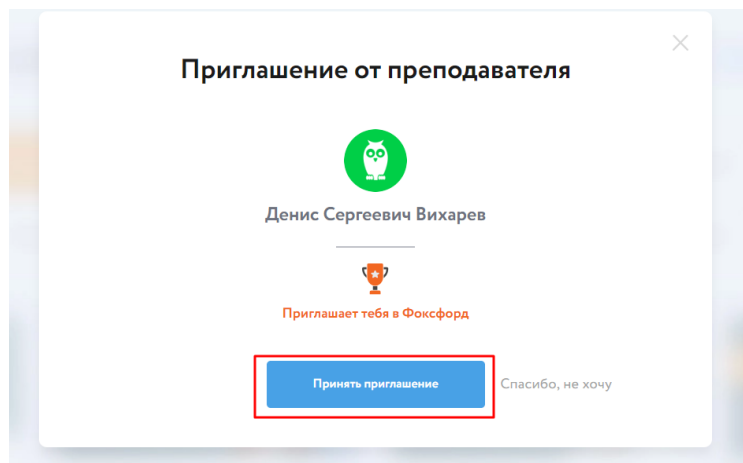 Приглашение от преподавателя
Денис Сергеевич Вихарев
Приглашает тебя в Фоксфорд
Принять приглашение Спасибо, не хочу